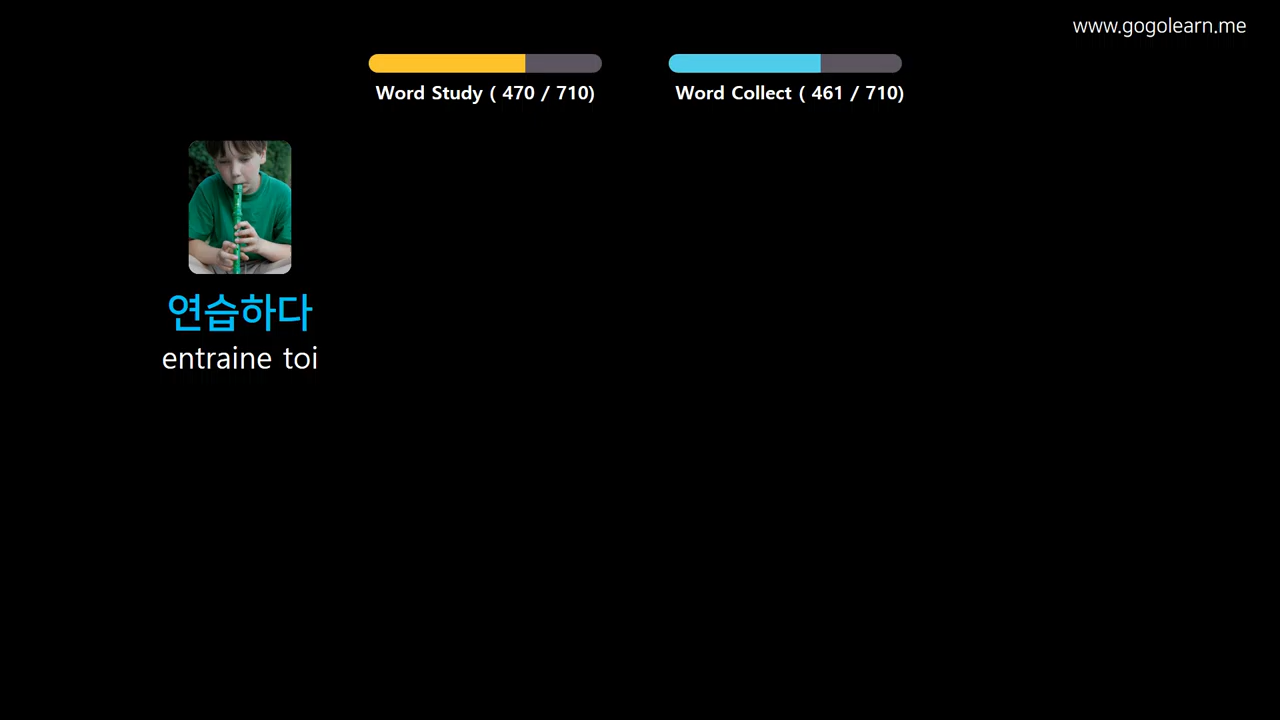 www.gogolearn.me
Word Study ( 470 / 710)
Word Collect ( 461 / 710)
연습하다
entraine toi